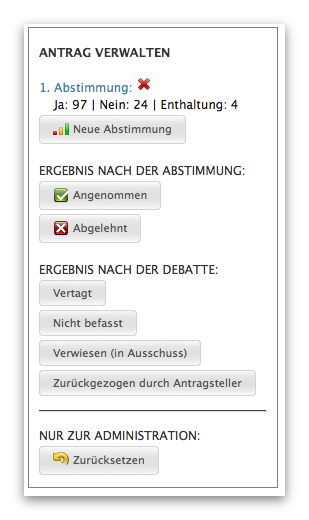 ANTRAG VERWALTEN
1. Abstimmung:
Ja: 97 | Nein: 24 | Enthaltung: 4
Neue Abstimmung
ERGEBNIS NACH DER ABSTIMMUNG:
Angenommen
Abgelehnt
ERGEBNIS NACH DER DEBATTE:
Vertagt
Nicht befasst
Verwiesen (in Ausschuss)
Zurückgezogen durch Antragsteller
NUR ZUR ADMINISTRATION:
Zurücksetzen